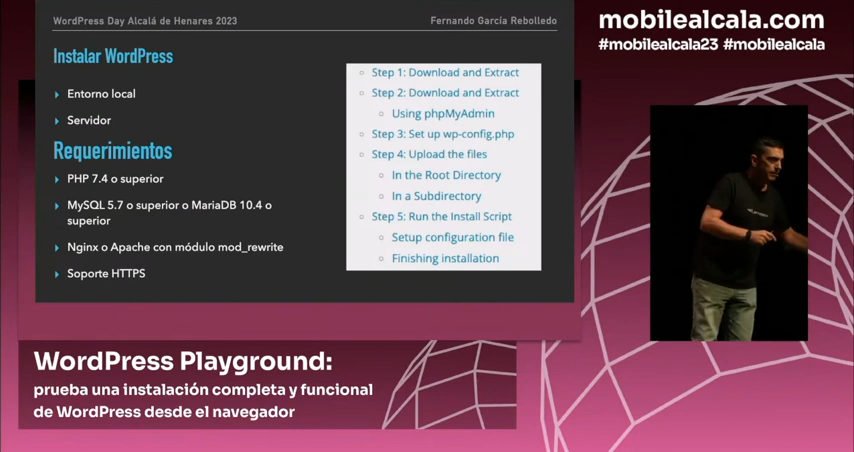 WordPress Day Alcalá de Henares 2023
Fernando García Rebolledo
Instalar WordPress
Entorno local
Servidor
Requerimientos
PHP 7.4 o superior
MySQL 5.7 o superior o MariaDB 10.4 o
superior
Nginx o Apache con módulo mod_rewrite
Soporte HTTPS
Step 1: Download and Extract
Step 2: Download and Extract
Using phpMyAdmin
Step 3: Set up wp-config.php
Step 4: Upload the files
In the Root Directory
In a Subdirectory
Step 5: Run the Install Script
Setup configuration file
Finishing installation
mobilealcala.com
#mobilealcala23 #mobilealcala
WordPress Playground:
prueba una instalación completa y funcional
de WordPress desde el navegador